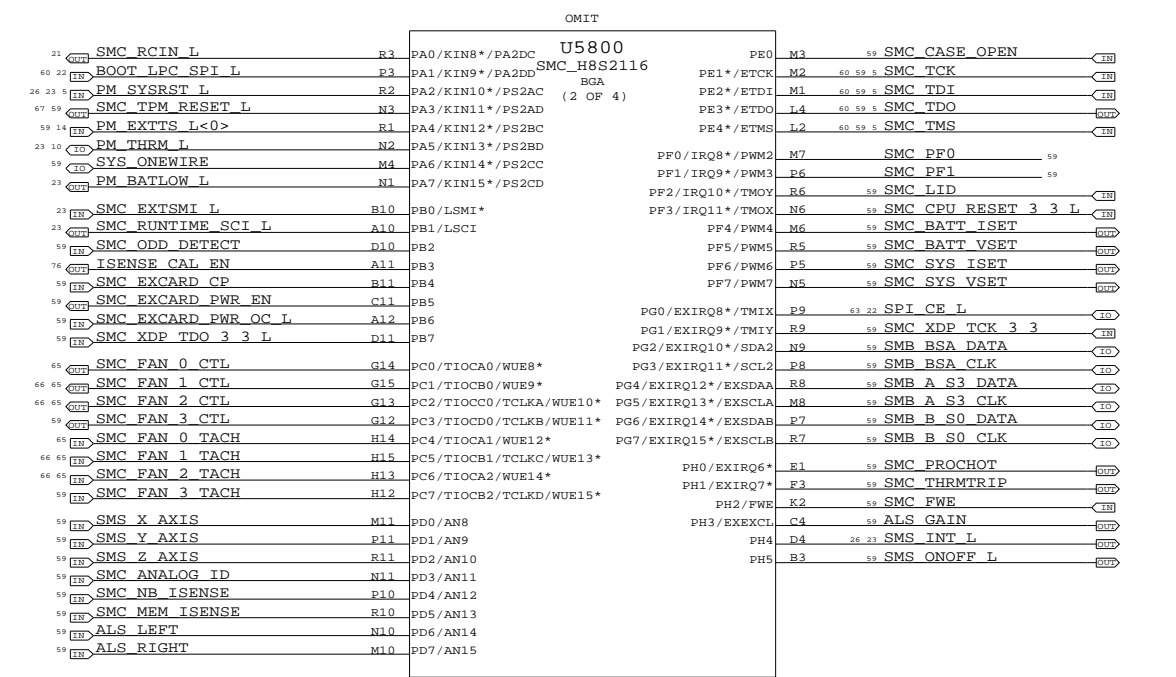 OMIT
U5800
SMC_H8S2116
BGA
(2 OF 4)
21 OUT SMC_RCIN_L R3 PA0/KIN8*/PA2DC
60 22 IN BOOT_LPC_SPI_L P3 PA1/KIN9*/PA2DD
26 23 5 IN PM_SYSRST_L R2 PA2/KIN10*/PS2AC
67 59 OUT SMC_TPM_RESET_L N3 PA3/KIN11*/PS2AD
59 14 IN PM_EXTTS_L<0> R1 PA4/KIN12*/PS2BC
23 10 IO PM_THRM_L N2 PA5/KIN13*/PS2BD
59 IO SYS_ONEWIRE M4 PA6/KIN14*/PS2CC
23 OUT PM_BATLOW_L N1 PA7/KIN15*/PS2CD
23 IN SMC_EXTSMI_L B10 PB0/LSMI*
23 OUT SMC_RUNTIME_SCI_L A10 PB1/LSCI
59 IN SMC_ODD_DETECT D10 PB2
76 OUT ISENSE_CAL_EN A11 PB3
59 IN SMC_EXCARD_CP B11 PB4
59 OUT SMC_EXCARD_PWR_EN C11 PB5
59 IN SMC_EXCARD_PWR_OC_L A12 PB6
59 IN SMC_XDP_TDO_3_3_L D11 PB7
65 OUT SMC_FAN_0_CTL G14 PC0/TIOCA0/WUE8*
66 65 OUT SMC_FAN_1_CTL G15 PC1/TIOCB0/WUE9*
66 65 OUT SMC_FAN_2_CTL G13 PC2/TIOCC0/TCLKA/WUE10*
59 OUT SMC_FAN_3_CTL G12 PC3/TIOCD0/TCLKB/WUE11*
65 IN SMC_FAN_0_TACH H14 PC4/TIOCA1/WUE12*
66 65 IN SMC_FAN_1_TACH H15 PC5/TIOCB1/TCLKC/WUE13*
66 65 IN SMC_FAN_2_TACH H13 PC6/TIOCA2/WUE14*
59 IN SMC_FAN_3_TACH H12 PC7/TIOCB2/TCLKD/WUE15*
59 IN SMS_X_AXIS M11 PD0/AN8
59 IN SMS_Y_AXIS P11 PD1/AN9
59 IN SMS_Z_AXIS R11 PD2/AN10
59 IN SMC_ANALOG_ID N11 PD3/AN11
59 IN SMC_NB_ISENSE P10 PD4/AN12
59 IN SMC_MEM_ISENSE R10 PD5/AN13
59 IN ALS_LEFT N10 PD6/AN14
59 IN ALS_RIGHT M10 PD7/AN15
PE0 M3 59 SMC_CASE_OPEN IN
PE1*/ETCK M2 60 59 5 SMC_TCK IN
PE2*/ETDI M1 60 59 5 SMC_TDI IN
PE3*/ETDO L4 60 59 5 SMC_TDO OUT
PE4*/ETMS L2 60 59 5 SMC_TMS IN
PF0/IRQ8*/PWM2 M7 SMC_PF0 59
PF1/IRQ9*/PWM3 P6 SMC_PF1 59
PF2/IRQ10*/TMOY R6 59 SMC_LID IN
PF3/IRQ11*/TMOX N6 59 SMC_CPU_RESET_3_3_L IN
PF4/PWM4 M6 59 SMC_BATT_ISET OUT
PF5/PWM5 R5 59 SMC_BATT_VSET OUT
PF6/PWM6 P5 59 SMC_SYS_ISET OUT
PF7/PWM7 N5 59 SMC_SYS_VSET OUT
PG0/EXIRQ8*/TMIX P9 63 22 SPI_CE_L IO
PG1/EXIRQ9*/TMIY R9 59 SMC_XDP_TCK_3_3 IN
PG2/EXIRQ10*/SDA2 N9 59 SMB_BSA_DATA IO
PG3/EXIRQ11*/SCL2 P8 59 SMB_BSA_CLK IO
PG4/EXIRQ12*/EXSDAA R8 59 SMB_A_S3_DATA IO
PG5/EXIRQ13*/EXSCLA M8 59 SMB_A_S3_CLK IO
PG6/EXIRQ14*/EXSDAB P7 59 SMB_B_S0_DATA IO
PG7/EXIRQ15*/EXSCLB R7 59 SMB_B_S0_CLK IO
PH0/EXIRQ6* E1 59 SMC_PROCHOT OUT
PH1/EXIRQ7* F3 59 SMC_THRMTRIP OUT
PH2/FWE K2 59 SMC_FWE IN
PH3/EXEXCL C4 59 ALS_GAIN OUT
PH4 D4 26 23 SMS_INT_L OUT
PH5 B3 59 SMS_ONOFF_L OUT